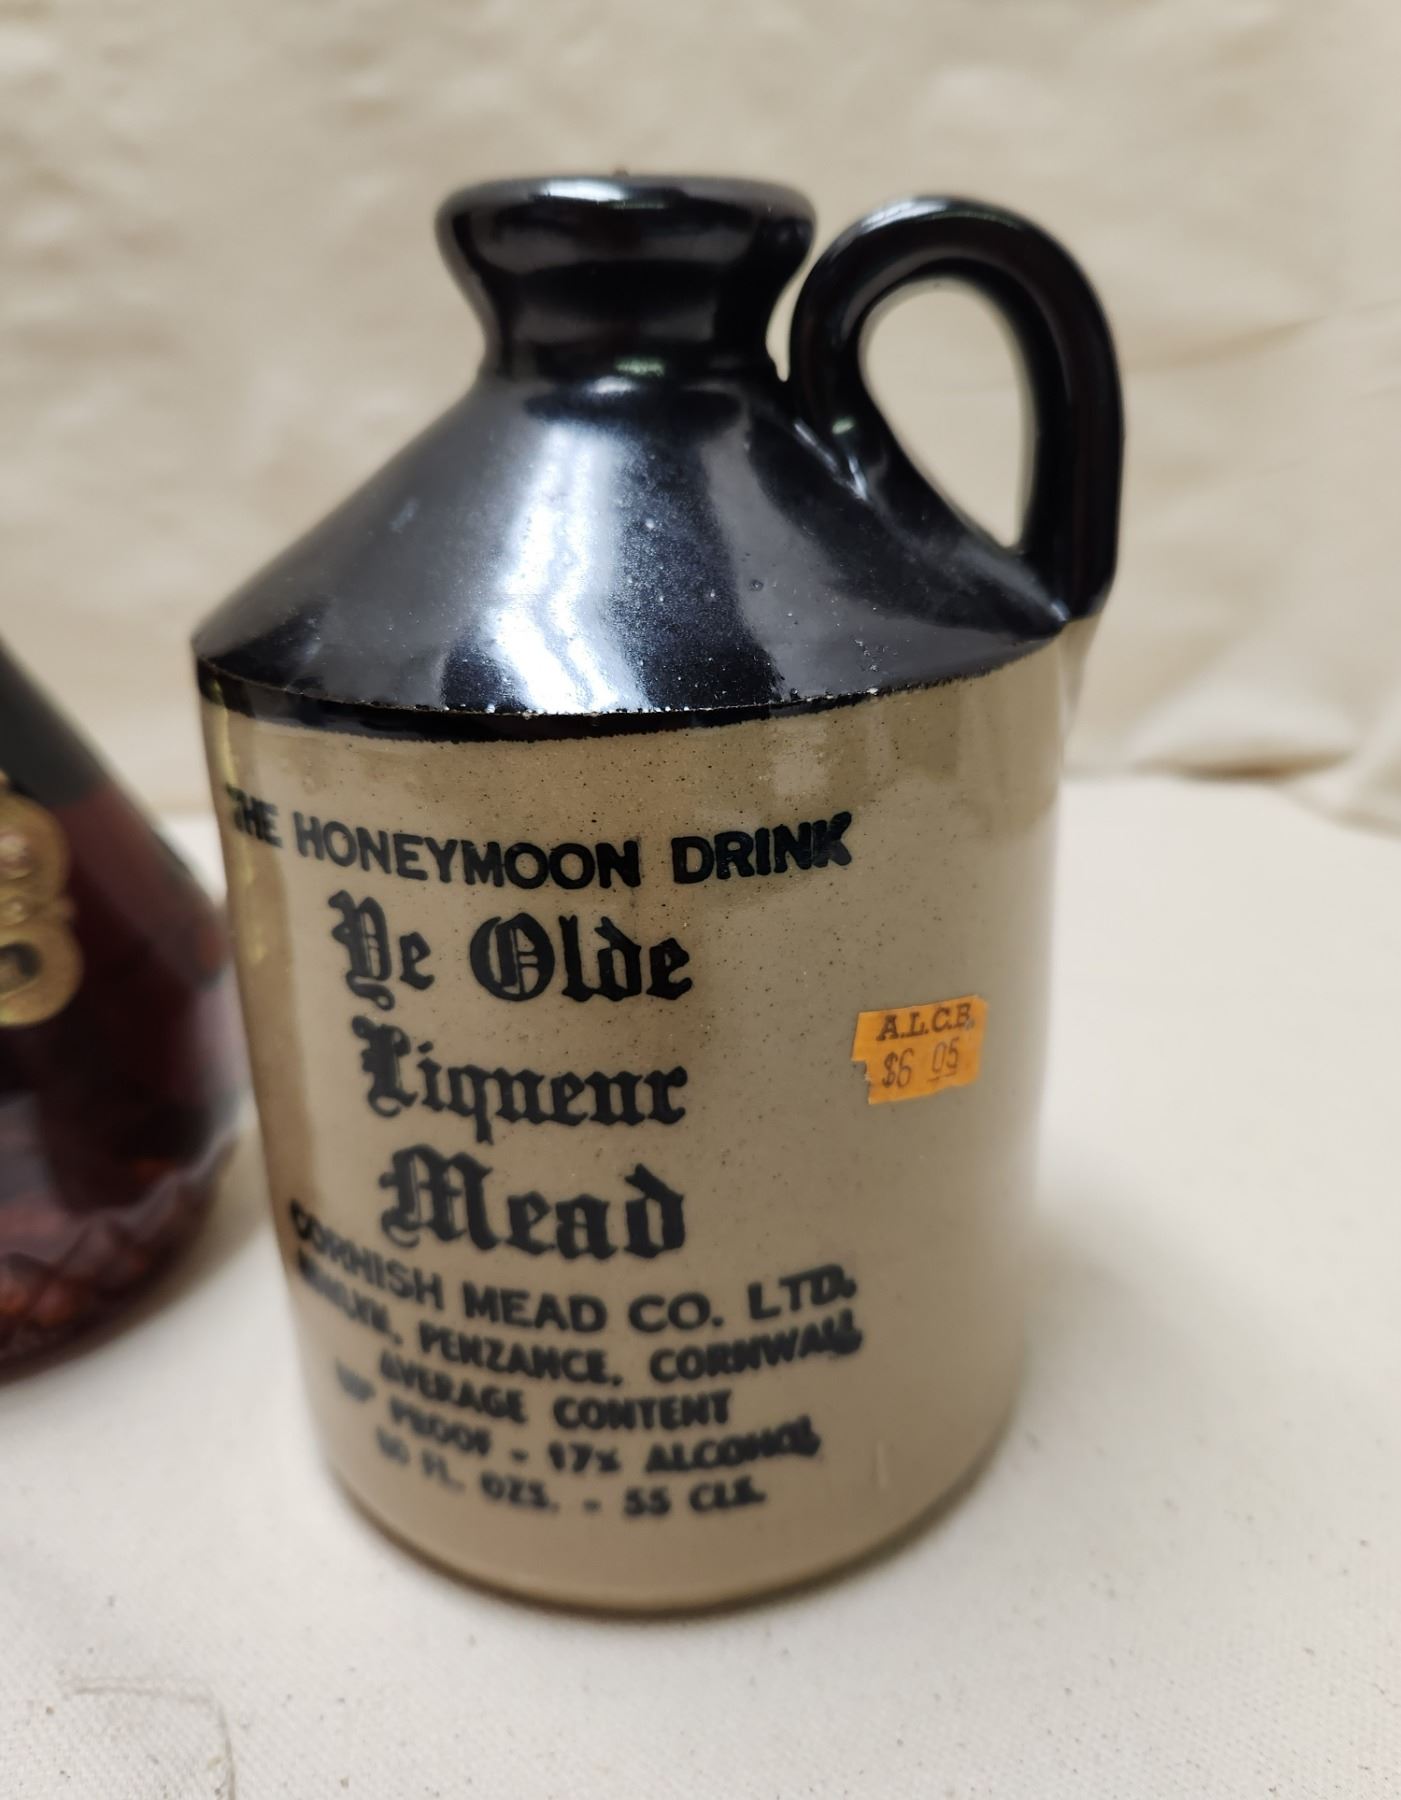 THE HONEYMOON DRINK
Ye Olde
Liqueur
Mead
CORNISH MEAD CO. LTD.
PENZANCE, CORNWALL
AVERAGE CONTENT
PROOF - 17% ALCOHOL
FL. OZS. - 55 CLS.
A.L.C.B.
$6 05